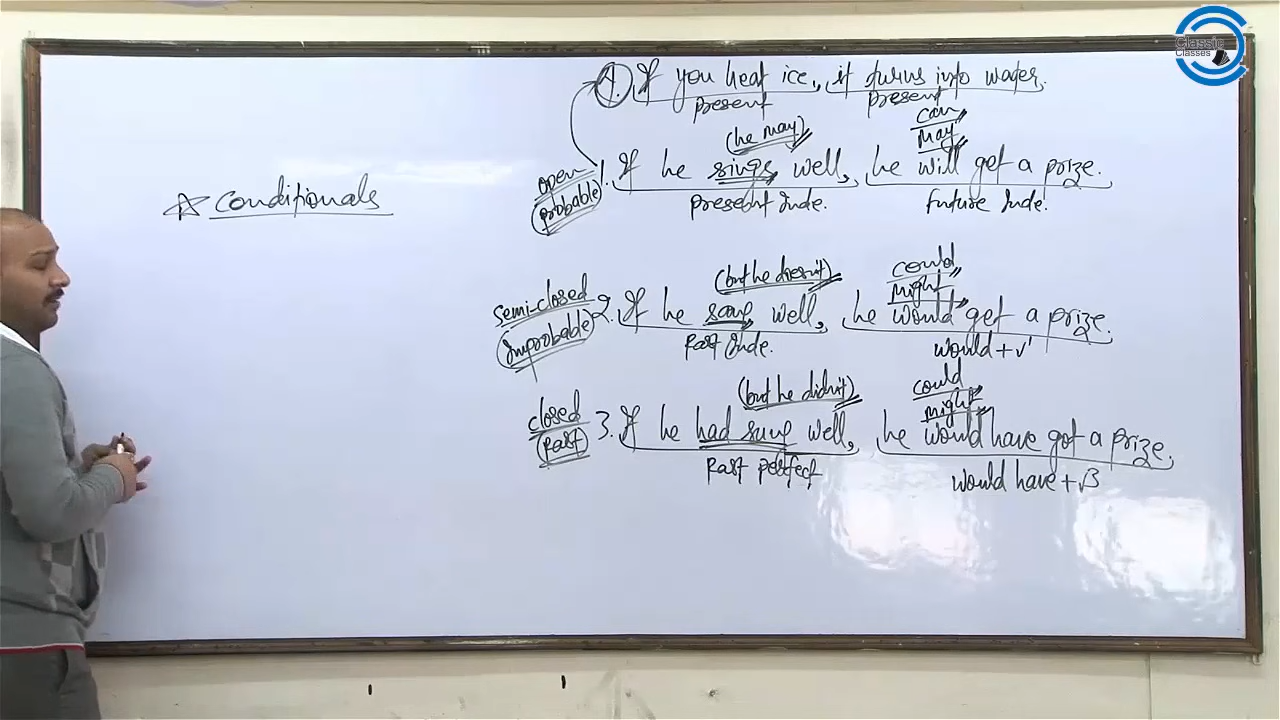 Classic
Classes
☆ Conditionals
4. If you heat ice, it turns into water.
present present
can
(he may) may
open
(probable)
1. If he sings well, he will get a prize.
present Inde. future Inde.
could
(but he doesn't) might
semi-closed
(Improbable)
2. If he sang well, he would get a prize.
Past Inde. would + v¹
could
(but he didn't) might
closed
(Past)
3. If he had sung well, he would have got a prize.
Past perfect would have + v3